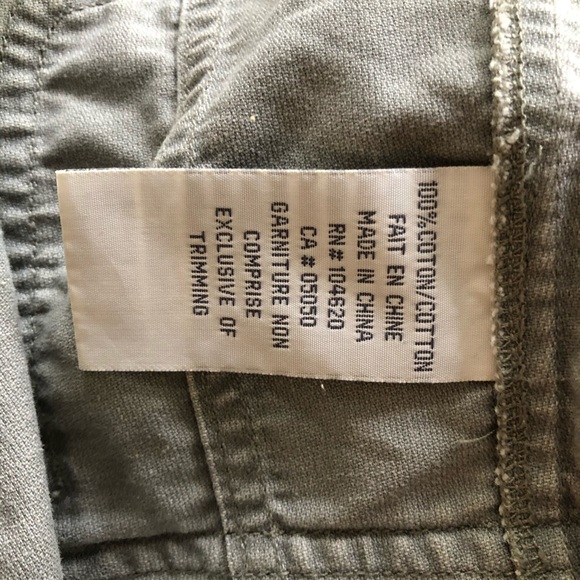 100%COTON/COTTON
FAIT EN CHINE
MADE IN CHINA
RN# 104620
CA# 05050
GARNITURE NON
COMPRISE
EXCLUSIVE OF
TRIMMING